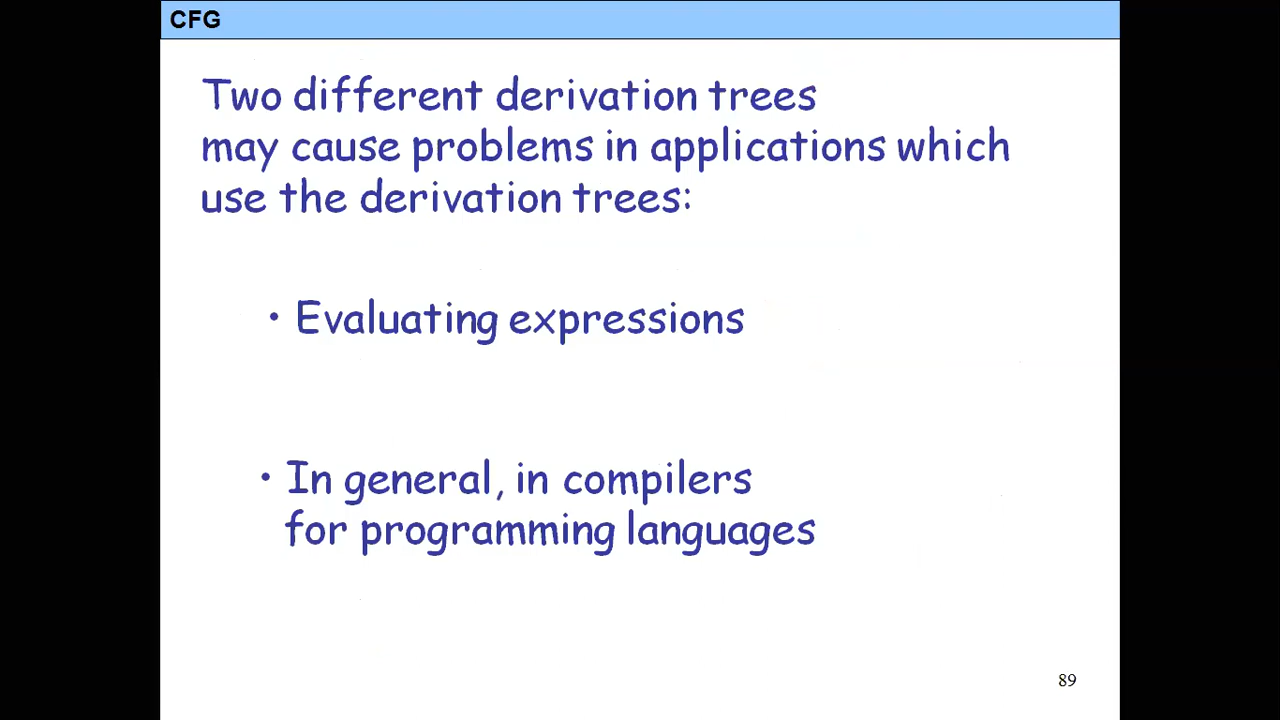 CFG
Two different derivation trees
may cause problems in applications which
use the derivation trees:
• Evaluating expressions
• In general, in compilers
for programming languages
89